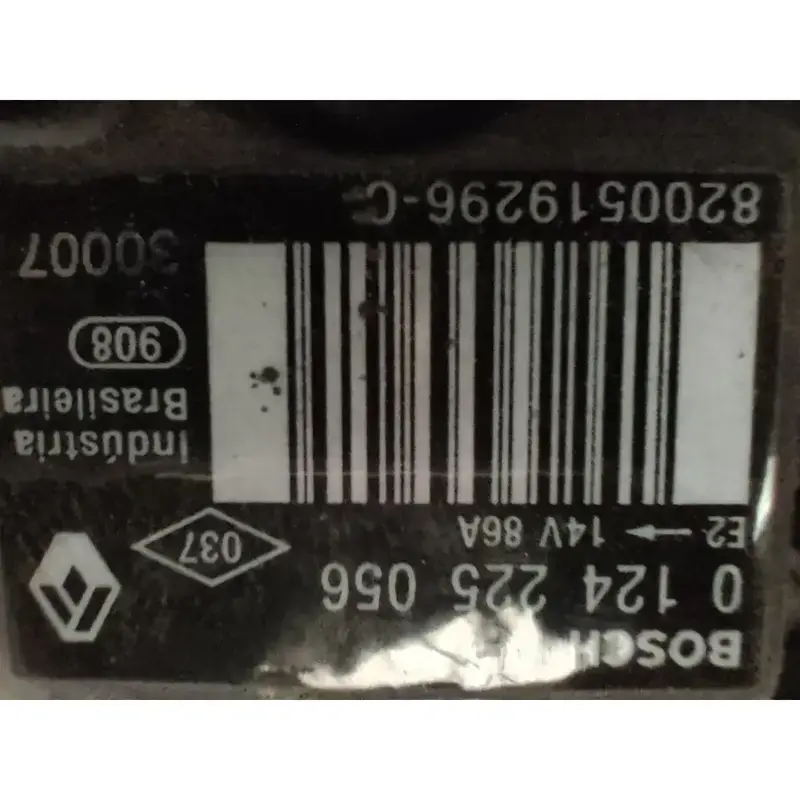 BOSCH
0 124 225 056
037
E2 ← 14V 86A
Indústria
Brasileira
908
30007
8200519296-C